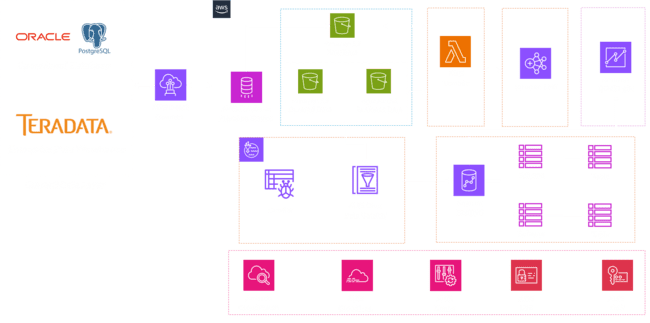 aws
ORACLE
PostgreSQL
TERADATA.